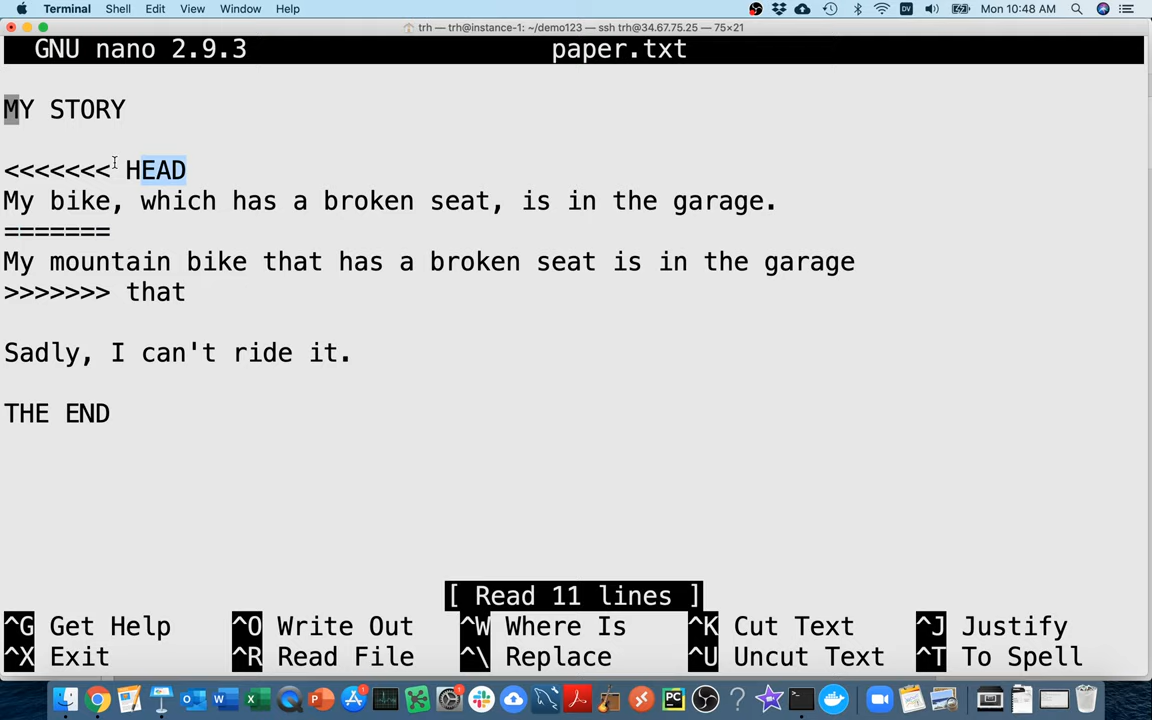 Terminal Shell Edit View Window Help Mon 10:48 AM
trh — trh@instance-1: ~/demo123 — ssh trh@34.67.75.25 — 75×21
GNU nano 2.9.3 paper.txt
MY STORY
<<<<<<< HEAD
My bike, which has a broken seat, is in the garage.
=======
My mountain bike that has a broken seat is in the garage
>>>>>>> that
Sadly, I can't ride it.
THE END
[ Read 11 lines ]
^G Get Help ^O Write Out ^W Where Is ^K Cut Text ^J Justify
^X Exit ^R Read File ^\ Replace ^U Uncut Text ^T To Spell